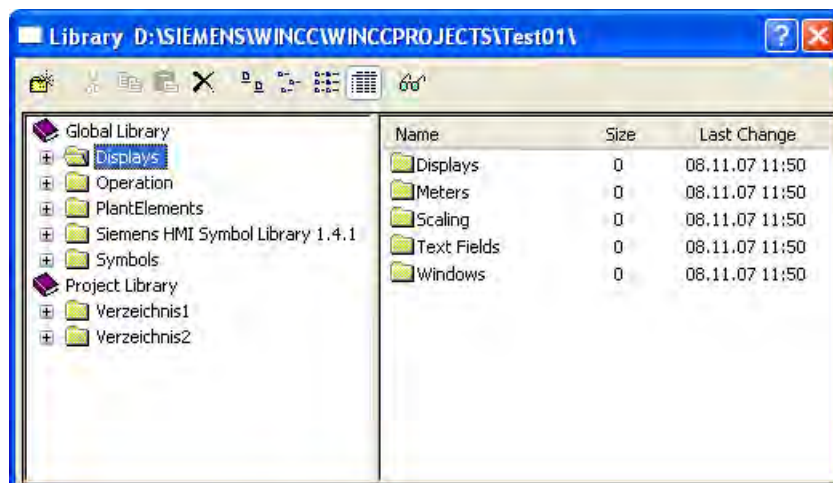 Library D:\SIEMENS\WINCC\WINCCPROJECTS\Test01\
Global Library
Displays
Operation
PlantElements
Siemens HMI Symbol Library 1.4.1
Symbols
Project Library
Verzeichnis1
Verzeichnis2
Name Size Last Change
Displays 0 08.11.07 11:50
Meters 0 08.11.07 11:50
Scaling 0 08.11.07 11:50
Text Fields 0 08.11.07 11:50
Windows 0 08.11.07 11:50